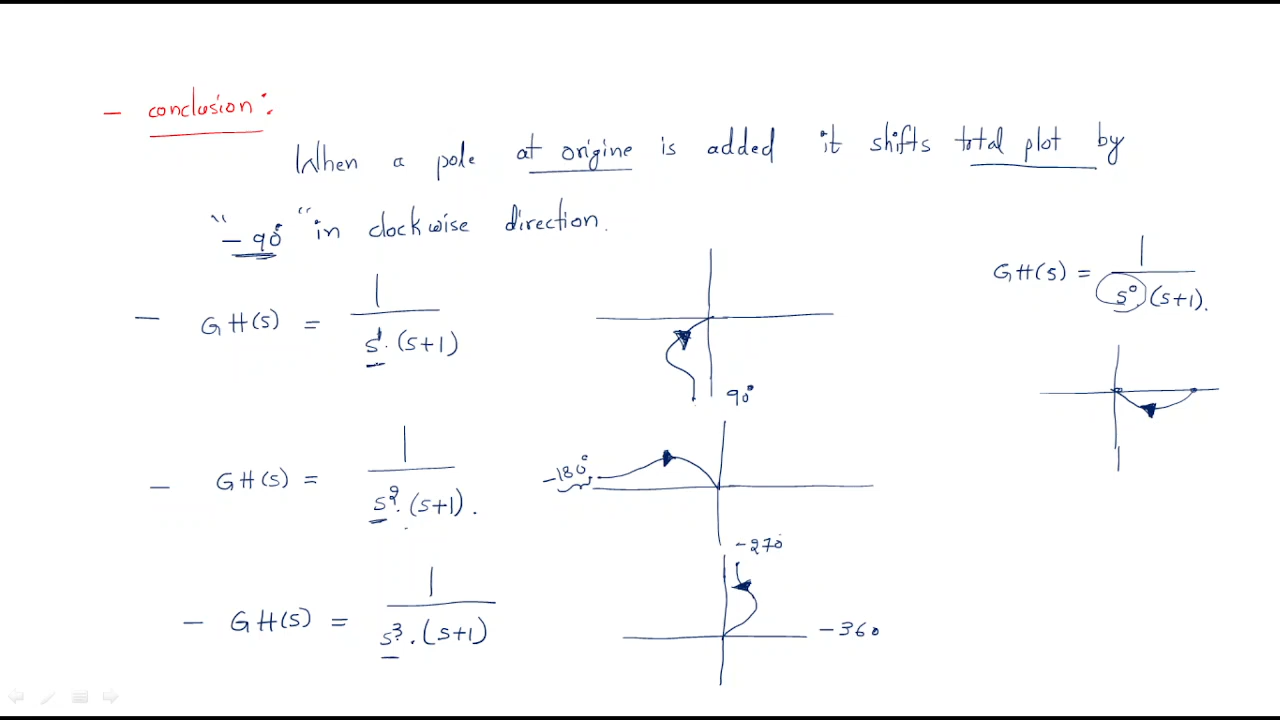 - conclusion:
When a pole at origine is added it shifts total plot by
"-90°" in clockwise direction.
GH(s) = 1 / s⁰ (s+1).
- GH(s) = 1 / s¹. (s+1)
90°
- GH(s) = 1 / s². (s+1).
-180°
- GH(s) = 1 / s³. (s+1)
-270°
-360